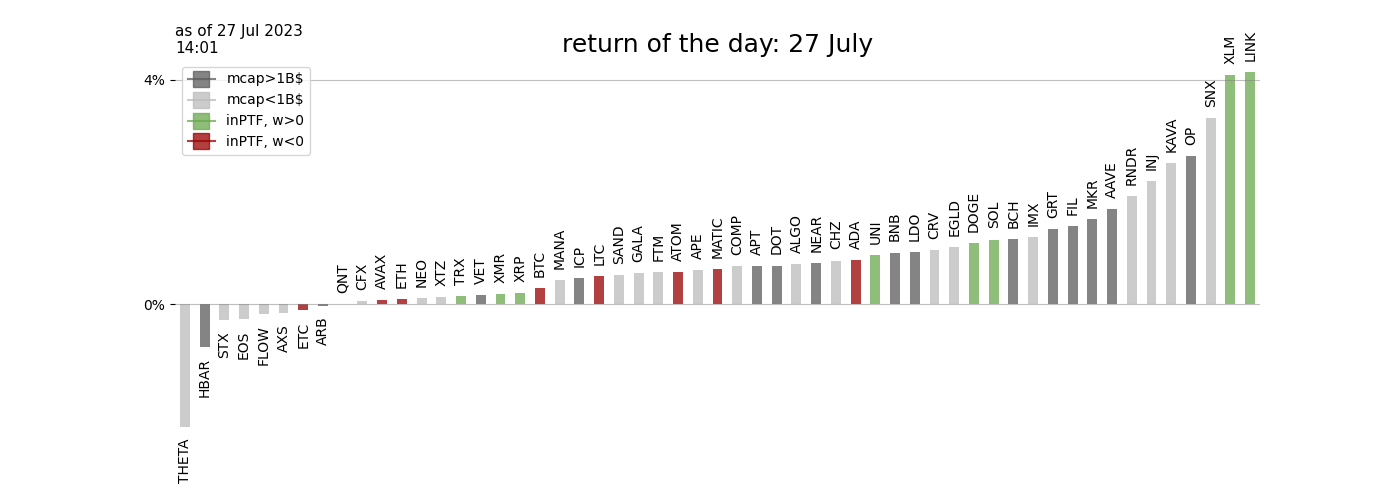 as of 27 Jul 2023
14:01
return of the day: 27 July
4%
0%
mcap>1B$
mcap<1B$
inPTF, w>0
inPTF, w<0
THETA
HBAR
STX
EOS
FLOW
AXS
ETC
ARB
QNT
CFX
AVAX
ETH
NEO
XTZ
TRX
VET
XMR
XRP
BTC
MANA
ICP
LTC
SAND
GALA
FTM
ATOM
APE
MATIC
COMP
APT
DOT
ALGO
NEAR
CHZ
ADA
UNI
BNB
LDO
CRV
EGLD
DOGE
SOL
BCH
IMX
GRT
FIL
MKR
AAVE
RNDR
INJ
KAVA
OP
SNX
XLM
LINK